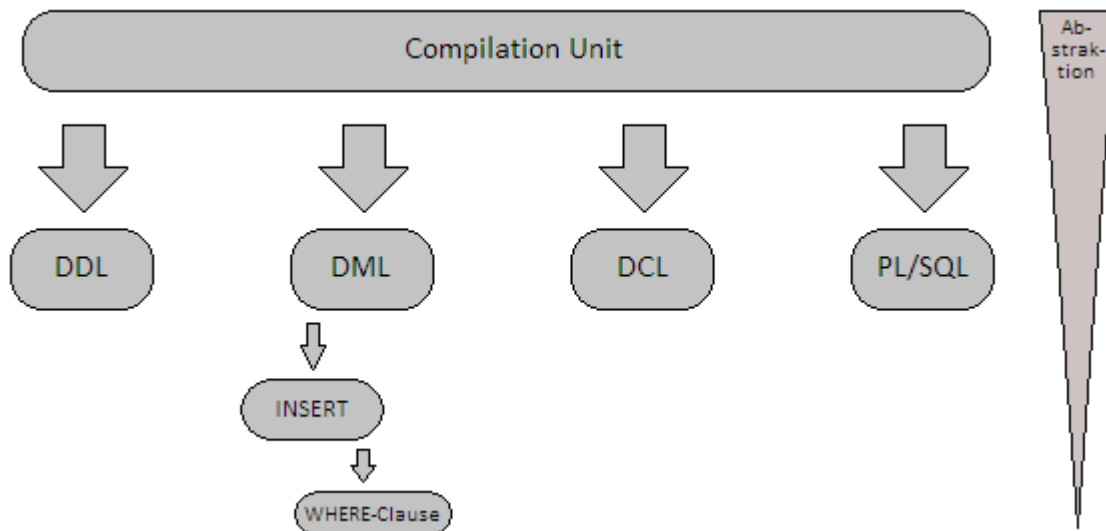 Compilation Unit
Ab-
strak-
tion
DDL
DML
DCL
PL/SQL
INSERT
WHERE-Clause